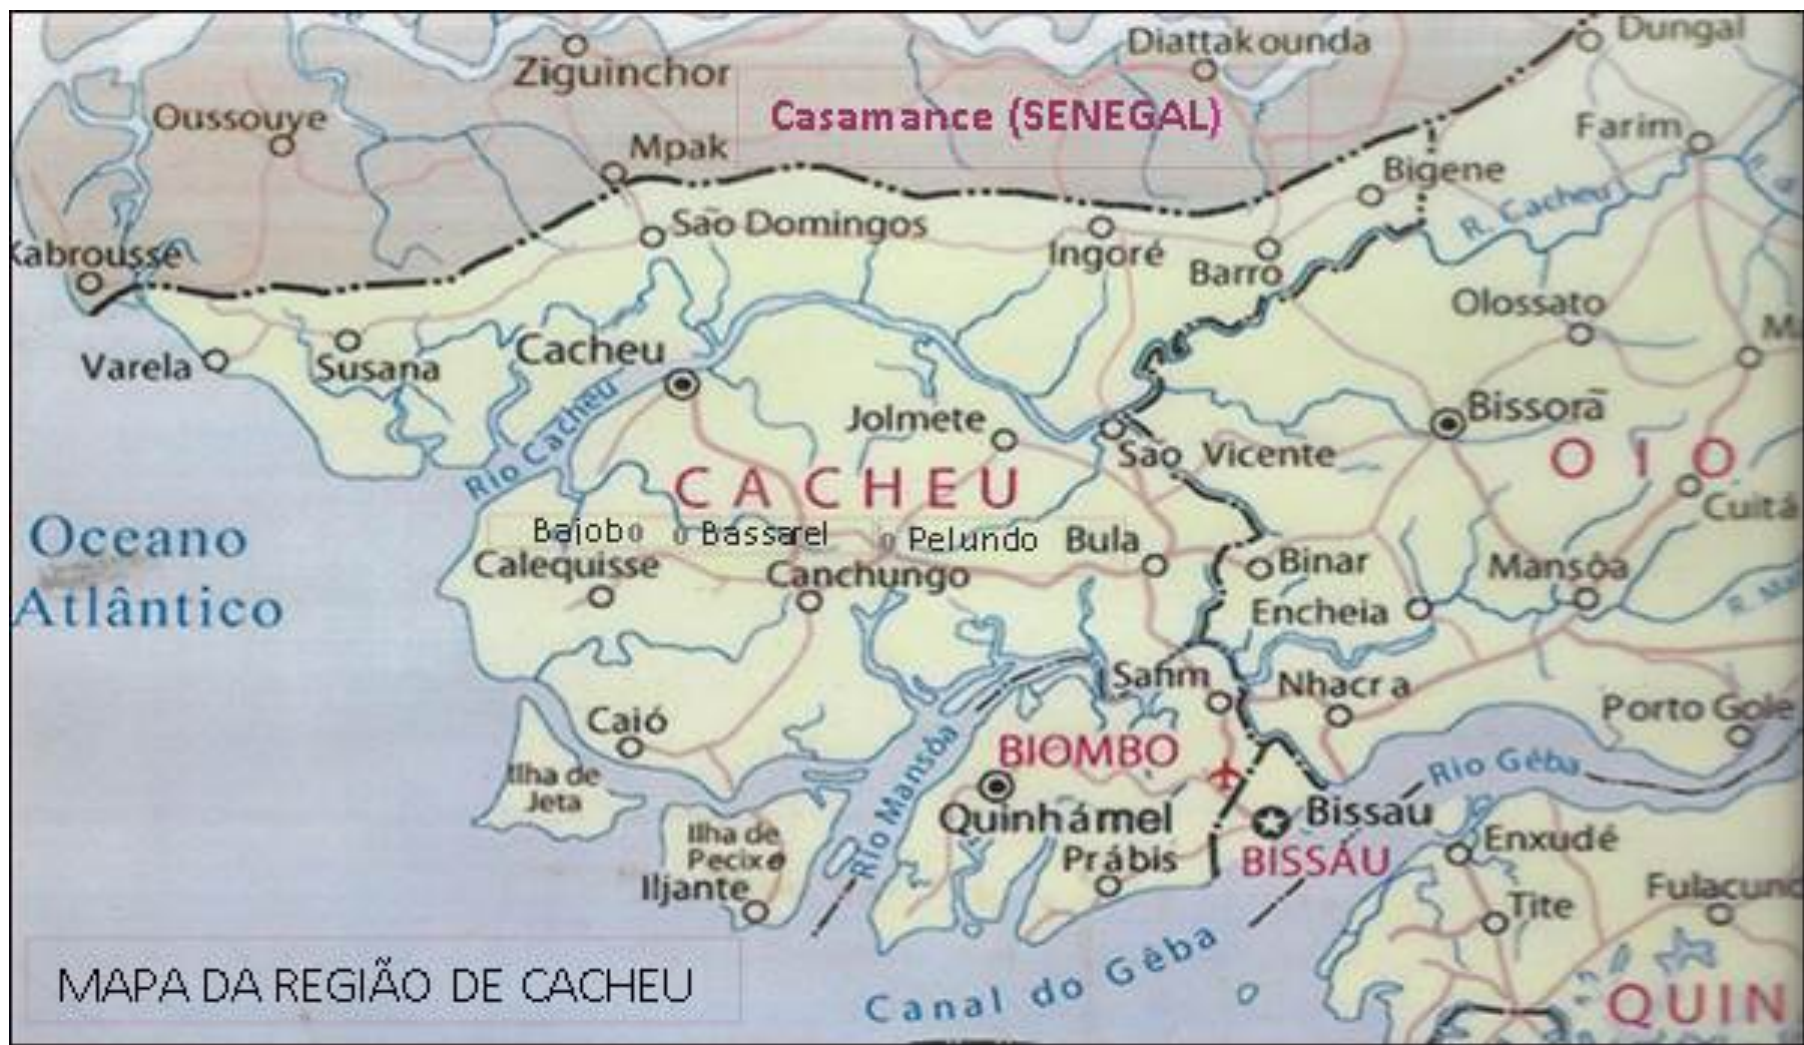 Dungal
Diattakounda
Ziguinchor
Casamance (SENEGAL)
Oussouye
Farim
Mpak
Bigene
R. Cacheu
São Domingos
Kabrousse
Ingoré
Barro
Olossato
Cacheu
Varela
Susana
Rio Cacheu
Jolmete
Bissorã
São Vicente
O I O
CACHEU
Cuitá
Oceano
Atlântico
Bajobo
Bassarel
Pelundo
Bula
Calequisse
Canchungo
Binar
Mansôa
Encheia
Safim
Nhacra
Caió
Porto Gole
BIOMBO
Rio Mansôa
Rio Gêba
Ilha de
Jeta
Quinhámel
Bissau
Ilha de
Pecixe
Prábis
BISSAU
Enxudé
Iljante
Tite
Fulacund
Canal do Gêba
MAPA DA REGIÃO DE CACHEU
QUIN